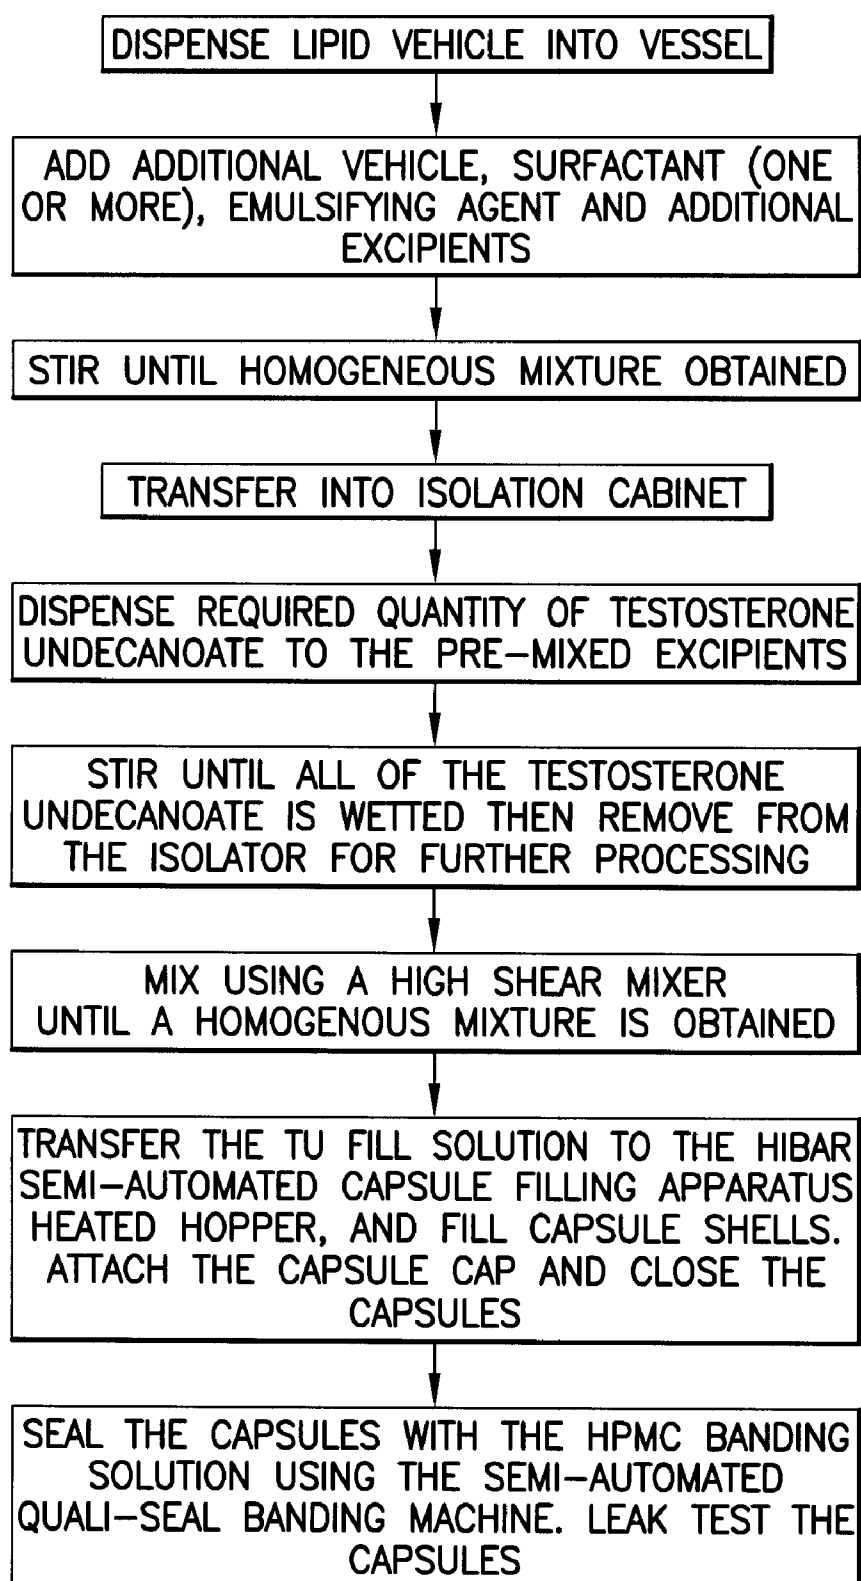 DISPENSE LIPID VEHICLE INTO VESSEL
ADD ADDITIONAL VEHICLE, SURFACTANT (ONE
OR MORE), EMULSIFYING AGENT AND ADDITIONAL
EXCIPIENTS
STIR UNTIL HOMOGENEOUS MIXTURE OBTAINED
TRANSFER INTO ISOLATION CABINET
DISPENSE REQUIRED QUANTITY OF TESTOSTERONE
UNDECANOATE TO THE PRE-MIXED EXCIPIENTS
STIR UNTIL ALL OF THE TESTOSTERONE
UNDECANOATE IS WETTED THEN REMOVE FROM
THE ISOLATOR FOR FURTHER PROCESSING
MIX USING A HIGH SHEAR MIXER
UNTIL A HOMOGENOUS MIXTURE IS OBTAINED
TRANSFER THE TU FILL SOLUTION TO THE HIBAR
SEMI-AUTOMATED CAPSULE FILLING APPARATUS
HEATED HOPPER, AND FILL CAPSULE SHELLS.
ATTACH THE CAPSULE CAP AND CLOSE THE
CAPSULES
SEAL THE CAPSULES WITH THE HPMC BANDING
SOLUTION USING THE SEMI-AUTOMATED
QUALI-SEAL BANDING MACHINE. LEAK TEST THE
CAPSULES